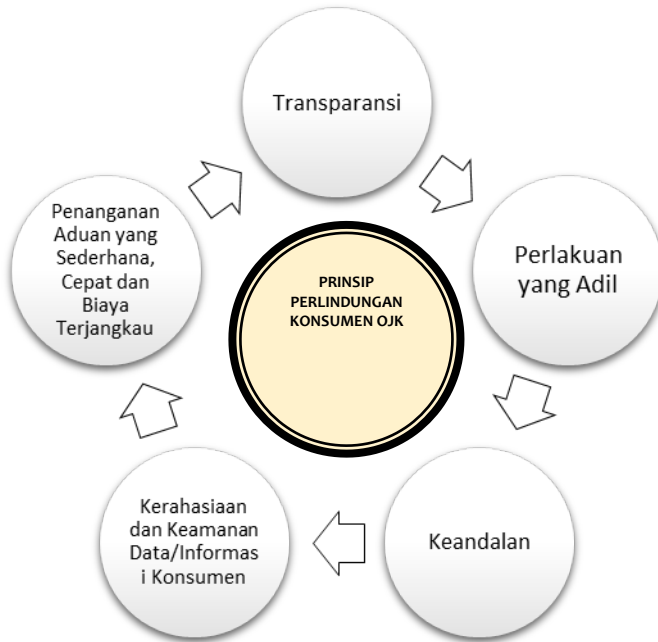 Transparansi
Perlakuan
yang Adil
Keandalan
Kerahasiaan
dan Keamanan
Data/Informas
i Konsumen
Penanganan
Aduan yang
Sederhana,
Cepat dan
Biaya
Terjangkau
PRINSIP
PERLINDUNGAN
KONSUMEN OJK